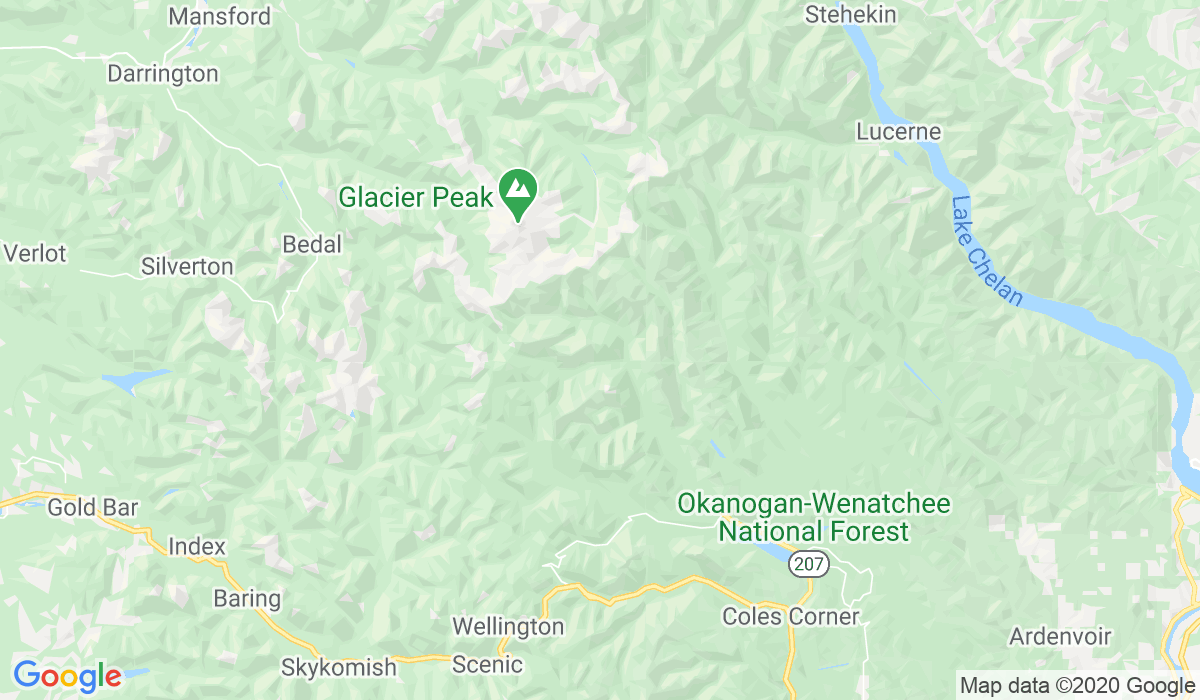 Mansford
Stehekin
Darrington
Lucerne
Glacier Peak
Lake Chelan
Bedal
Verlot
Silverton
Gold Bar
Okanogan-Wenatchee
National Forest
Index
207
Baring
Coles Corner
Wellington
Ardenvoir
Skykomish
Scenic
Google
Map data ©2020 Google